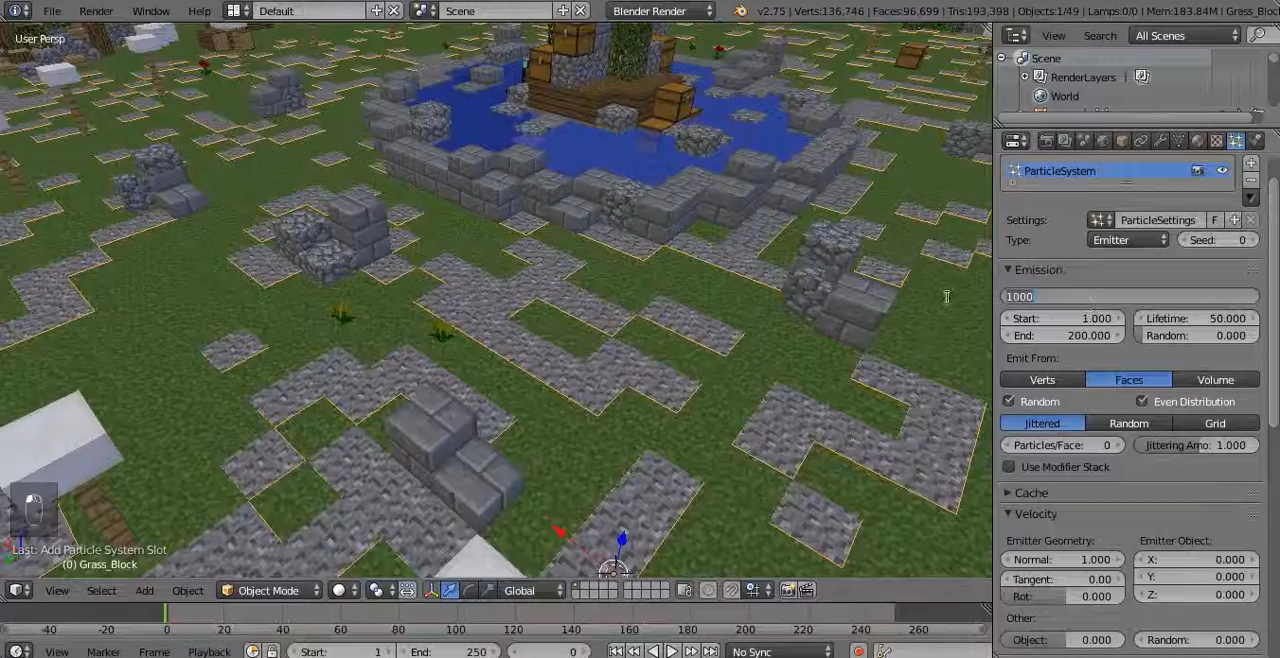 File Render Window Help Default Scene Blender Render v2.75 | Verts:136,746 | Faces:96,699 | Tris:193,398 | Objects:1/49 | Lamps:0/0 | Mem:183.84M | Grass_Bloc
User Persp
View Search All Scenes
Scene
RenderLayers |
World
ParticleSystem
Settings: ParticleSettings F
Type: Emitter Seed: 0
Emission
1000
Start: 1.000 Lifetime: 50.000
End: 200.000 Random: 0.000
Emit From:
Verts Faces Volume
Random Even Distribution
Jittered Random Grid
Particles/Face: 0 Jittering Amo: 1.000
Use Modifier Stack
Cache
Velocity
Emitter Geometry: Emitter Object:
Normal: 1.000 X: 0.000
Tangent: 0.00 Y: 0.000
Rot: 0.000 Z: 0.000
Other:
Object: 0.000 Random: 0.000
Last: Add Particle System Slot
(0) Grass_Block
View Select Add Object Object Mode Global
-40 -20 0 20 40 60 80 100 120 140 160 180 200 220 240 260
View Marker Frame Playback Start: 1 End: 250 0 No Sync